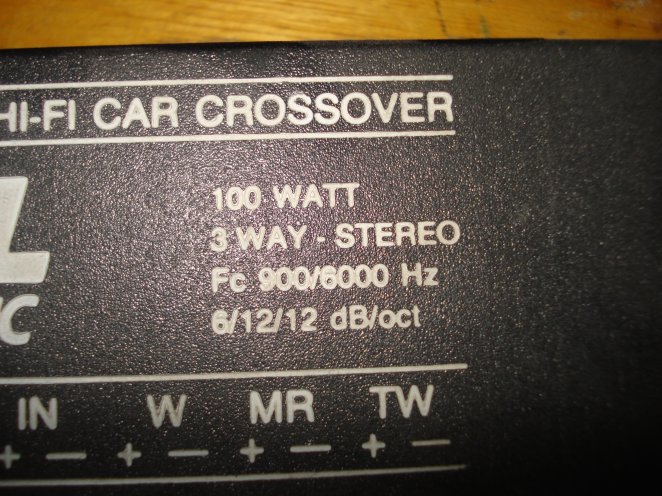 HI-FI CAR CROSSOVER
100 WATT
3 WAY - STEREO
Fc 900/6000 Hz
6/12/12 dB/oct
IN W MR TW
+ — + — + — + —